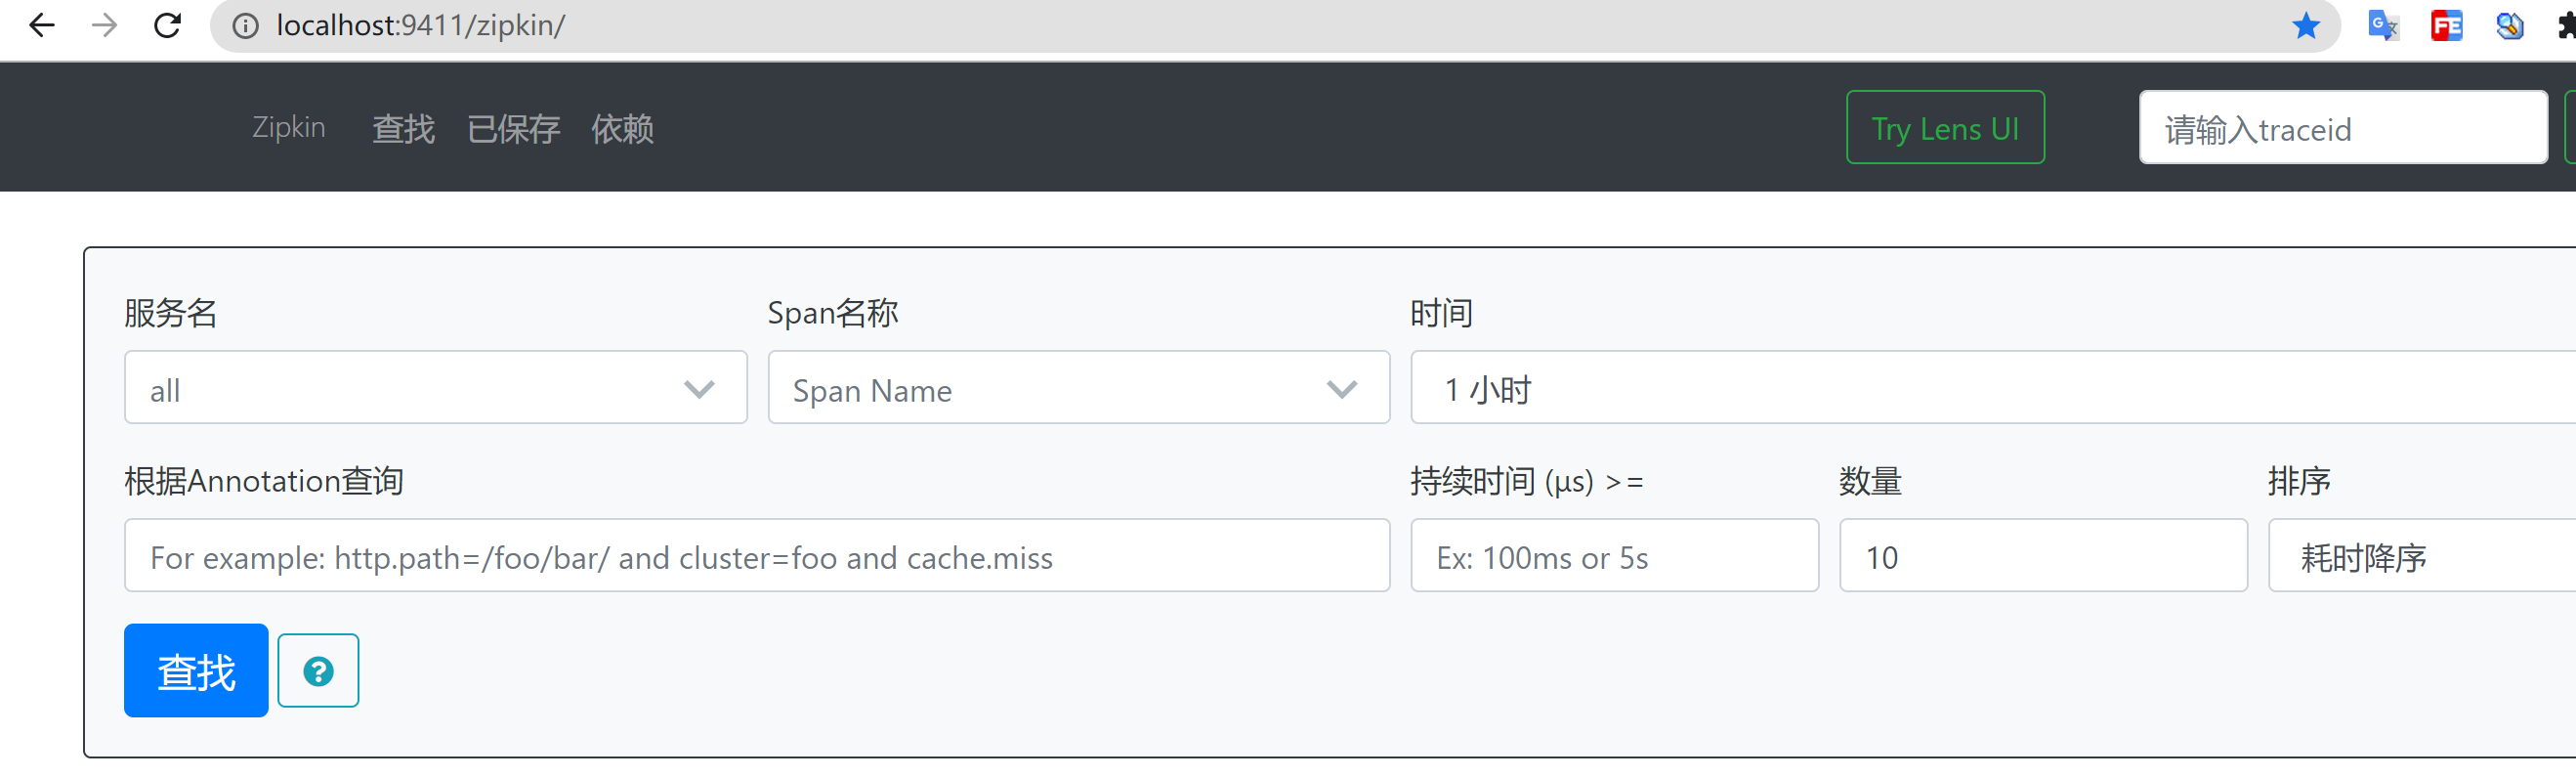 localhost:9411/zipkin/
Zipkin 查找 已保存 依赖 Try Lens UI 请输入traceid
服务名 Span名称 时间
all Span Name 1 小时
根据Annotation查询 持续时间 (μs) >= 数量 排序
For example: http.path=/foo/bar/ and cluster=foo and cache.miss Ex: 100ms or 5s 10 耗时降序
查找